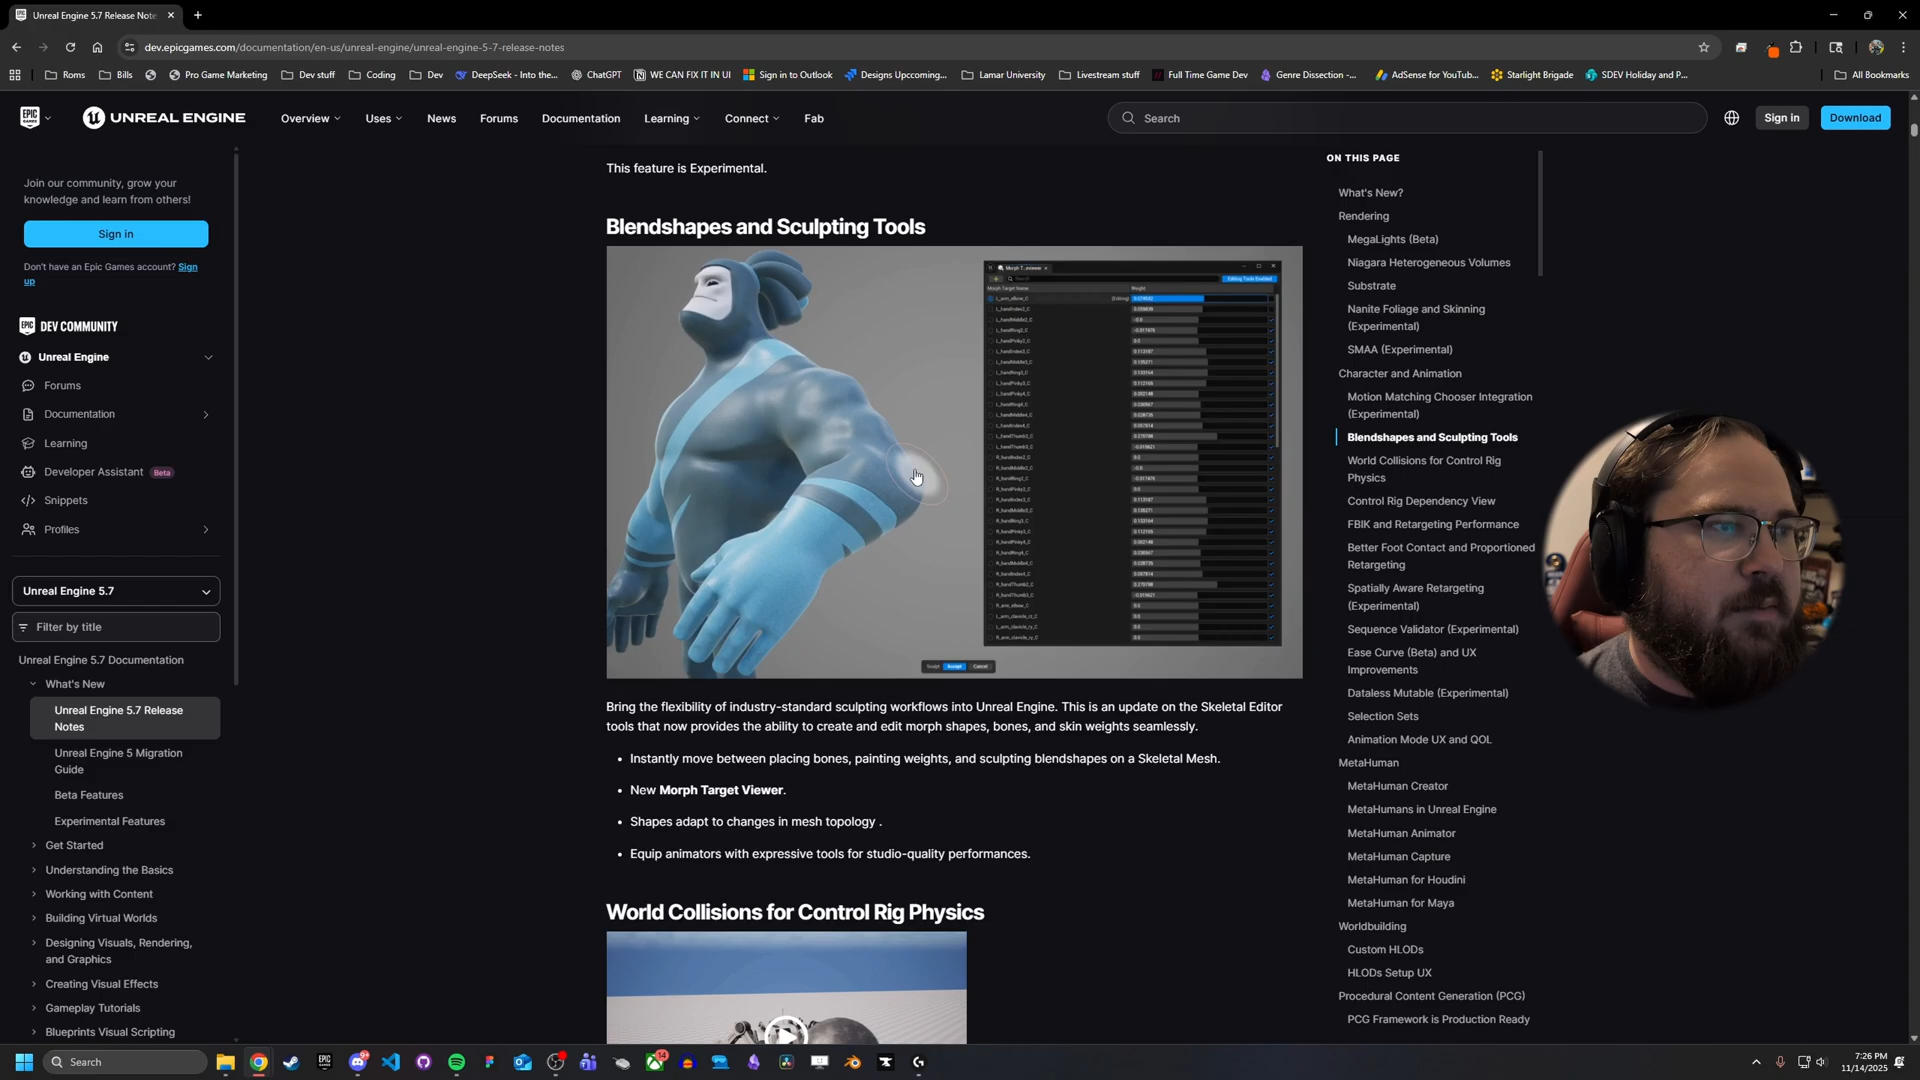 Unreal Engine 5.7 Release Note
dev.epicgames.com/documentation/en-us/unreal-engine/unreal-engine-5-7-release-notes
Roms
Bills
Pro Game Marketing
Dev stuff
Coding
Dev
DeepSeek - Into the...
ChatGPT
WE CAN FIX IT IN UI
Sign in to Outlook
Designs Upccoming...
Lamar University
Livestream stuff
Full Time Game Dev
Genre Dissection -...
AdSense for YouTub...
Starlight Brigade
SDEV Holiday and P...
All Bookmarks
EPIC GAMES
UNREAL ENGINE
Overview
Uses
News
Forums
Documentation
Learning
Connect
Fab
Search
Sign in
Download
Join our community, grow your
knowledge and learn from others!
Sign in
Don't have an Epic Games account? Sign
up
DEV COMMUNITY
Unreal Engine
Forums
Documentation
Learning
Developer Assistant Beta
Snippets
Profiles
Unreal Engine 5.7
Filter by title
Unreal Engine 5.7 Documentation
What's New
Unreal Engine 5.7 Release
Notes
Unreal Engine 5 Migration
Guide
Beta Features
Experimental Features
Get Started
Understanding the Basics
Working with Content
Building Virtual Worlds
Designing Visuals, Rendering,
and Graphics
Creating Visual Effects
Gameplay Tutorials
Blueprints Visual Scripting
This feature is Experimental.
Blendshapes and Sculpting Tools
Morph Target Name
Weight
Editing Tools Enabled
L_arm_elbow_C
Sculpt
Accept
Cancel
Bring the flexibility of industry-standard sculpting workflows into Unreal Engine. This is an update on the Skeletal Editor
tools that now provides the ability to create and edit morph shapes, bones, and skin weights seamlessly.
• Instantly move between placing bones, painting weights, and sculpting blendshapes on a Skeletal Mesh.
• New Morph Target Viewer.
• Shapes adapt to changes in mesh topology .
• Equip animators with expressive tools for studio-quality performances.
World Collisions for Control Rig Physics
ON THIS PAGE
What's New?
Rendering
MegaLights (Beta)
Niagara Heterogeneous Volumes
Substrate
Nanite Foliage and Skinning
(Experimental)
SMAA (Experimental)
Character and Animation
Motion Matching Chooser Integration
(Experimental)
Blendshapes and Sculpting Tools
World Collisions for Control Rig
Physics
Control Rig Dependency View
FBIK and Retargeting Performance
Better Foot Contact and Proportioned
Retargeting
Spatially Aware Retargeting
(Experimental)
Sequence Validator (Experimental)
Ease Curve (Beta) and UX
Improvements
Dataless Mutable (Experimental)
Selection Sets
Animation Mode UX and QOL
MetaHuman
MetaHuman Creator
MetaHumans in Unreal Engine
MetaHuman Animator
MetaHuman Capture
MetaHuman for Houdini
MetaHuman for Maya
Worldbuilding
Custom HLODs
HLODs Setup UX
Procedural Content Generation (PCG)
PCG Framework is Production Ready
Search
14
7:26 PM
11/14/2025